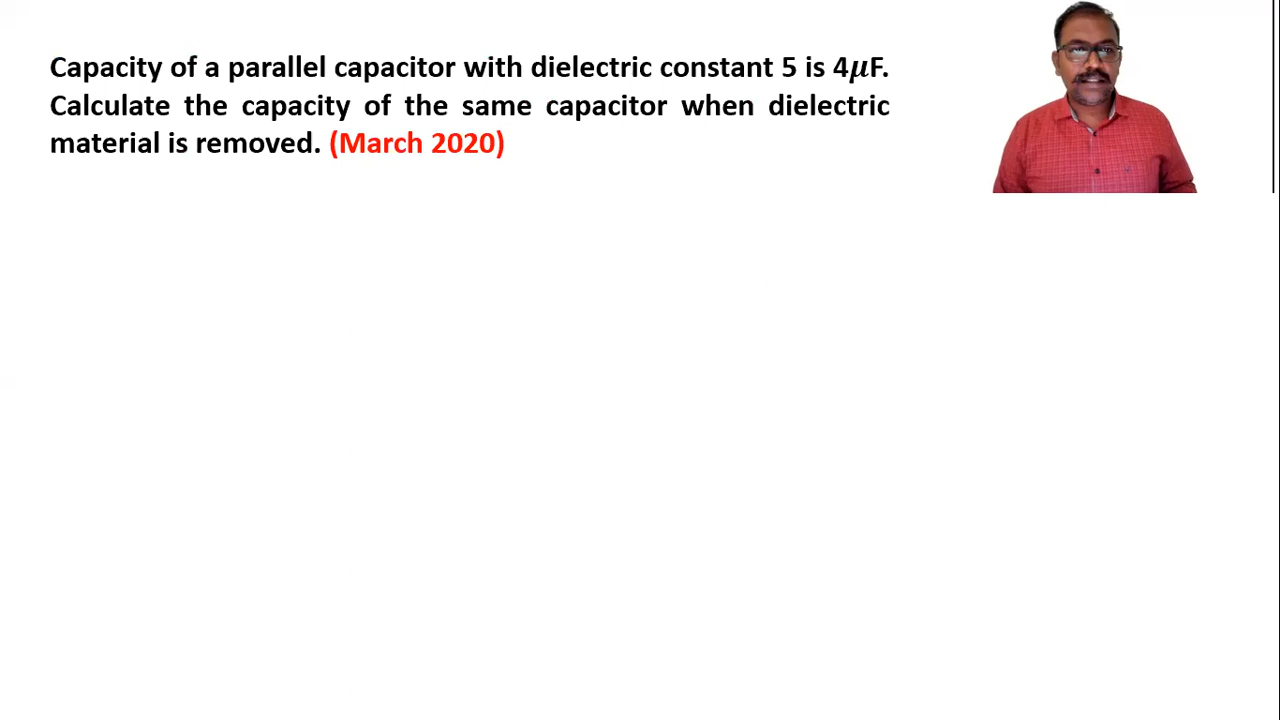 Capacity of a parallel capacitor with dielectric constant 5 is 4𝝁F.
Calculate the capacity of the same capacitor when dielectric
material is removed. (March 2020)